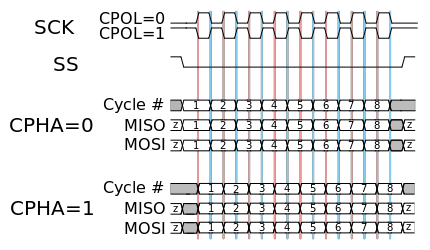 SCK CPOL=0
CPOL=1
SS
Cycle # 1 2 3 4 5 6 7 8
CPHA=0 MISO z 1 2 3 4 5 6 7 8 z
MOSI z 1 2 3 4 5 6 7 8 z
Cycle # 1 2 3 4 5 6 7 8
CPHA=1 MISO z 1 2 3 4 5 6 7 8 z
MOSI z 1 2 3 4 5 6 7 8 z